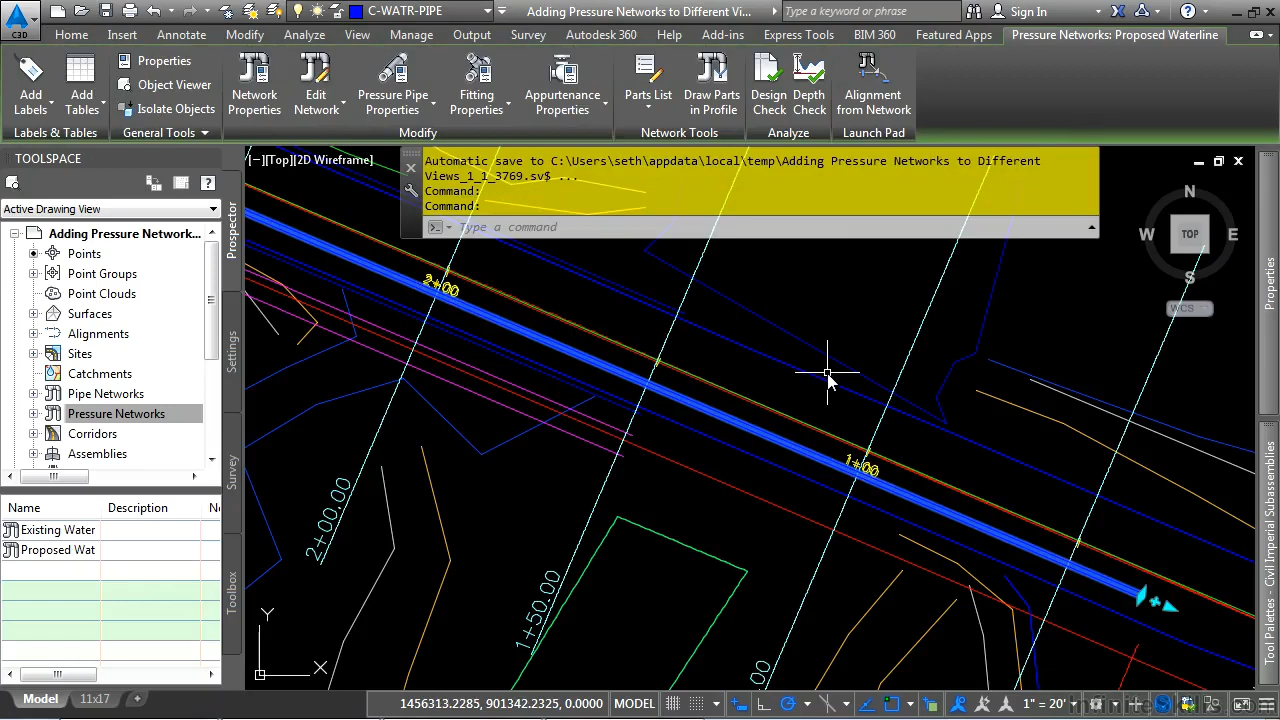 C-WATR-PIPE
Adding Pressure Networks to Different Vi...
Type a keyword or phrase
Sign In
C3D
Home Insert Annotate Modify Analyze View Manage Output Survey Autodesk 360 Help Add-ins Express Tools BIM 360 Featured Apps Pressure Networks: Proposed Waterline
Add Labels
Add Tables
Properties
Object Viewer
Isolate Objects
Network Properties
Edit Network
Pressure Pipe Properties
Fitting Properties
Appurtenance Properties
Parts List
Draw Parts in Profile
Design Check
Depth Check
Alignment from Network
Labels & Tables General Tools Modify Network Tools Analyze Launch Pad
TOOLSPACE
[−][Top][2D Wireframe]
Automatic save to C:\Users\seth\appdata\local\temp\Adding Pressure Networks to Different
Views_1_1_3769.sv$ ...
Command:
Command:
Type a command
Active Drawing View
Adding Pressure Network...
Points
Point Groups
Point Clouds
Surfaces
Alignments
Sites
Catchments
Pipe Networks
Pressure Networks
Corridors
Assemblies
Prospector
Settings
Survey
Toolbox
Name Description
Existing Water
Proposed Wat
N
W TOP E
S
WCS
Properties
Tool Palettes - Civil Imperial Subassemblies
2+00
1+00
2+00.00
1+50.00
Y
X
Model 11x17
1456313.2285, 901342.2325, 0.0000 MODEL
1" = 20'